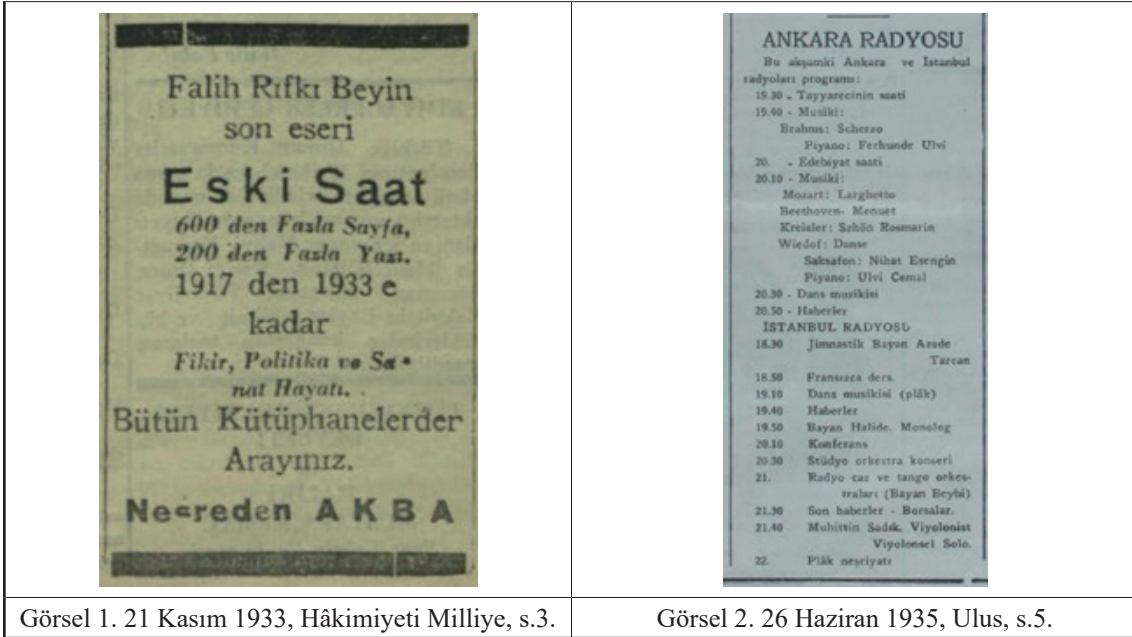 Falih Rıfkı Beyin
son eseri
Eski Saat
600 den Fazla Sayfa,
200 den Fazla Yazı.
1917 den 1933 e
kadar
Fikir, Politika ve Sa-
nat Hayatı.
Bütün Kütüphanelerder
Arayınız.
Neşreden AKBA
Görsel 1. 21 Kasım 1933, Hâkimiyeti Milliye, s.3.
ANKARA RADYOSU
Bu akşamki Ankara ve İstanbul
radyoları programı:
19.30 - Tayyarecinin saati
19.40 - Musiki:
Brahms: Scherzo
Piyano: Ferhunde Ulvi
20. - Edebiyat saati
20.10 - Musiki:
Mozart: Larghetto
Beethoven- Menuet
Kreisler: Schön Rosmarin
Wiedof: Danse
Saksafon: Nihat Esengin
Piyano: Ulvi Cemal
20.30 - Dans musikisi
20.50 - Haberler
İSTANBUL RADYOSU
18.30 Jimnastik Bayan Azade
Tarcan
18.50 Fransızca ders.
19.10 Dans musikisi (plâk)
19.40 Haberler
19.50 Bayan Halide. Monolog
20.10 Konferans
20.30 Stüdyo orkestra konseri
21. Radyo caz ve tango orkes-
traları (Bayan Beybi)
21.30 Son haberler - Borsalar.
21.40 Muhittin Sadık. Viyolonist
Viyolonsel Solo.
22. Plâk neşriyatı
Görsel 2. 26 Haziran 1935, Ulus, s.5.